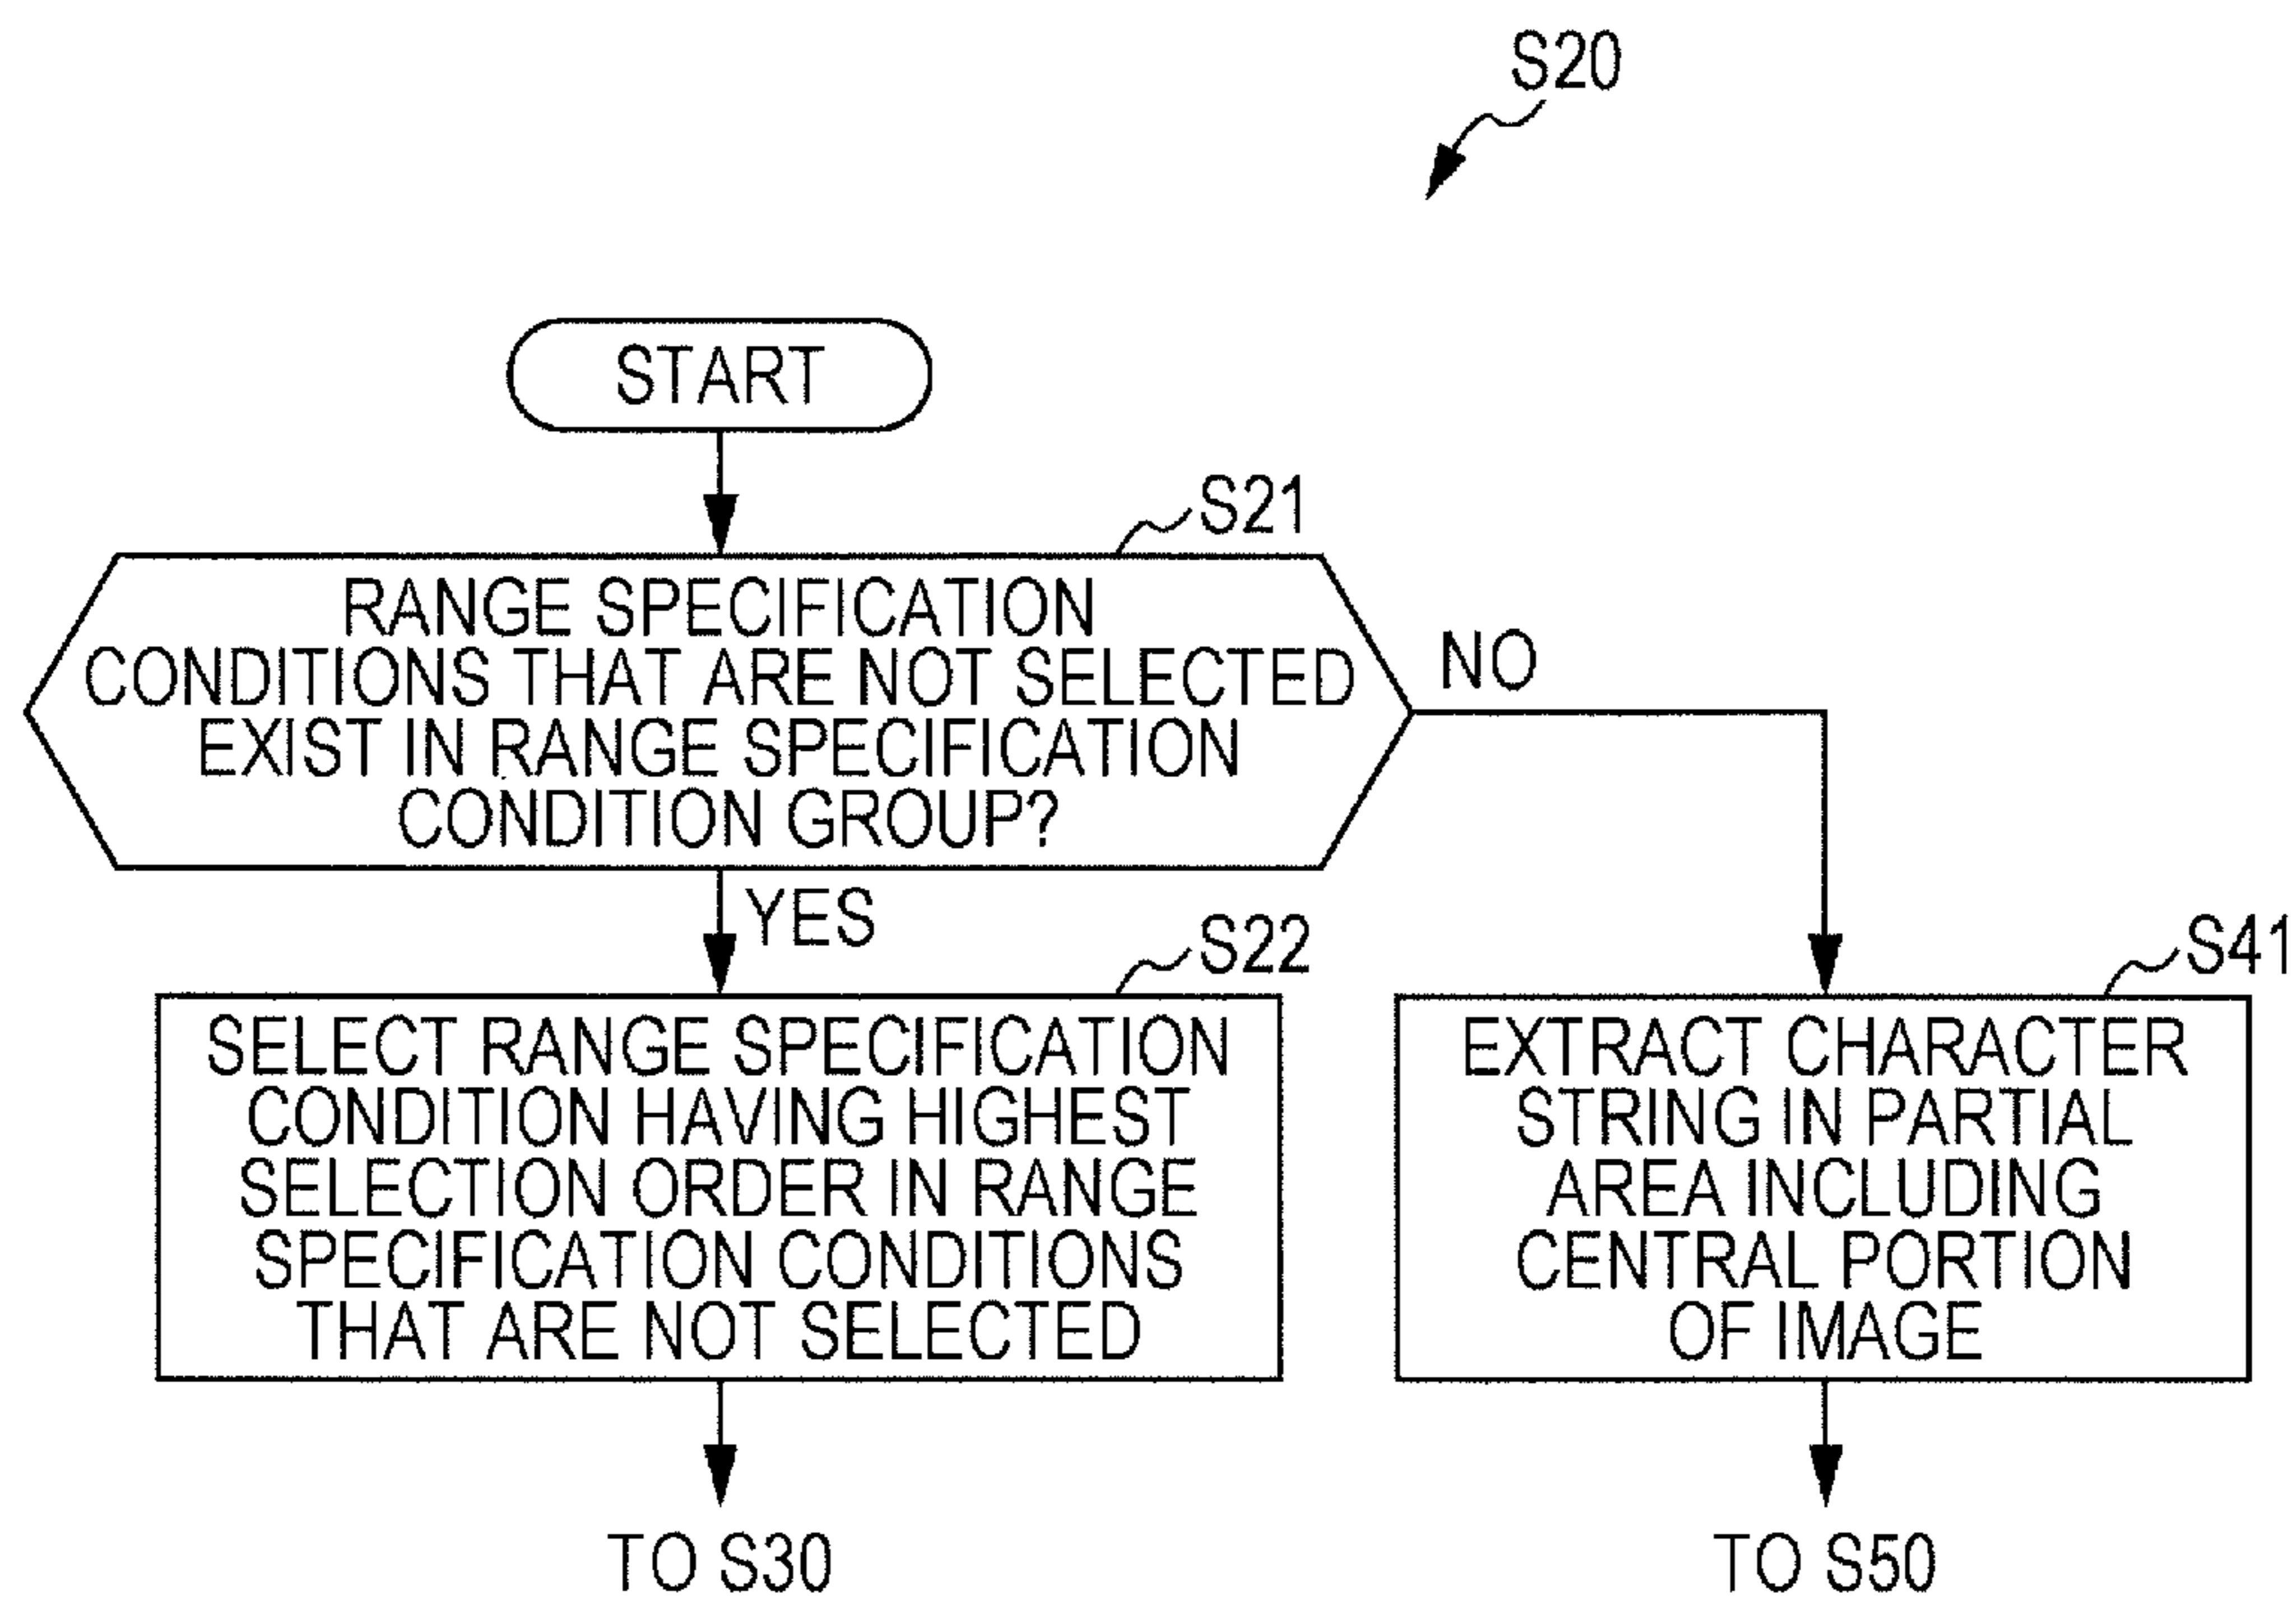 S20
START
S21
RANGE SPECIFICATION
CONDITIONS THAT ARE NOT SELECTED
EXIST IN RANGE SPECIFICATION
CONDITION GROUP?
NO
YES
S22
SELECT RANGE SPECIFICATION
CONDITION HAVING HIGHEST
SELECTION ORDER IN RANGE
SPECIFICATION CONDITIONS
THAT ARE NOT SELECTED
S41
EXTRACT CHARACTER
STRING IN PARTIAL
AREA INCLUDING
CENTRAL PORTION
OF IMAGE
TO S30
TO S50